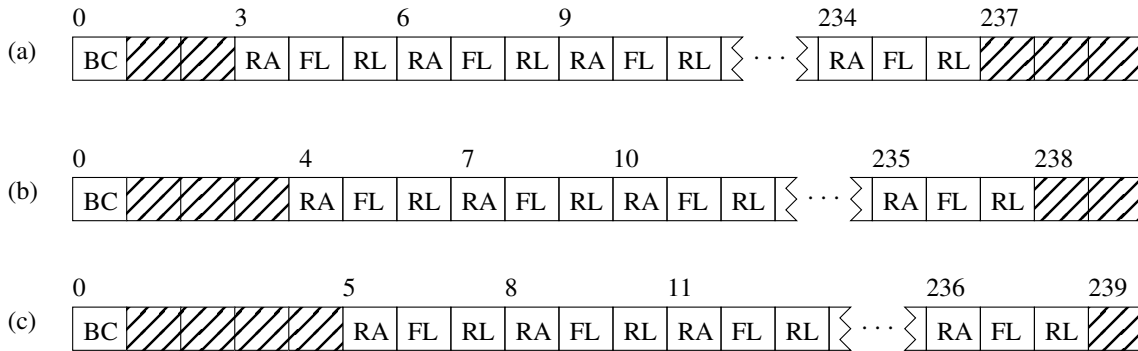 0 3 6 9 234 237
(a) BC RA FL RL RA FL RL RA FL RL · · · RA FL RL
0 4 7 10 235 238
(b) BC RA FL RL RA FL RL RA FL RL · · · RA FL RL
0 5 8 11 236 239
(c) BC RA FL RL RA FL RL RA FL RL · · · RA FL RL